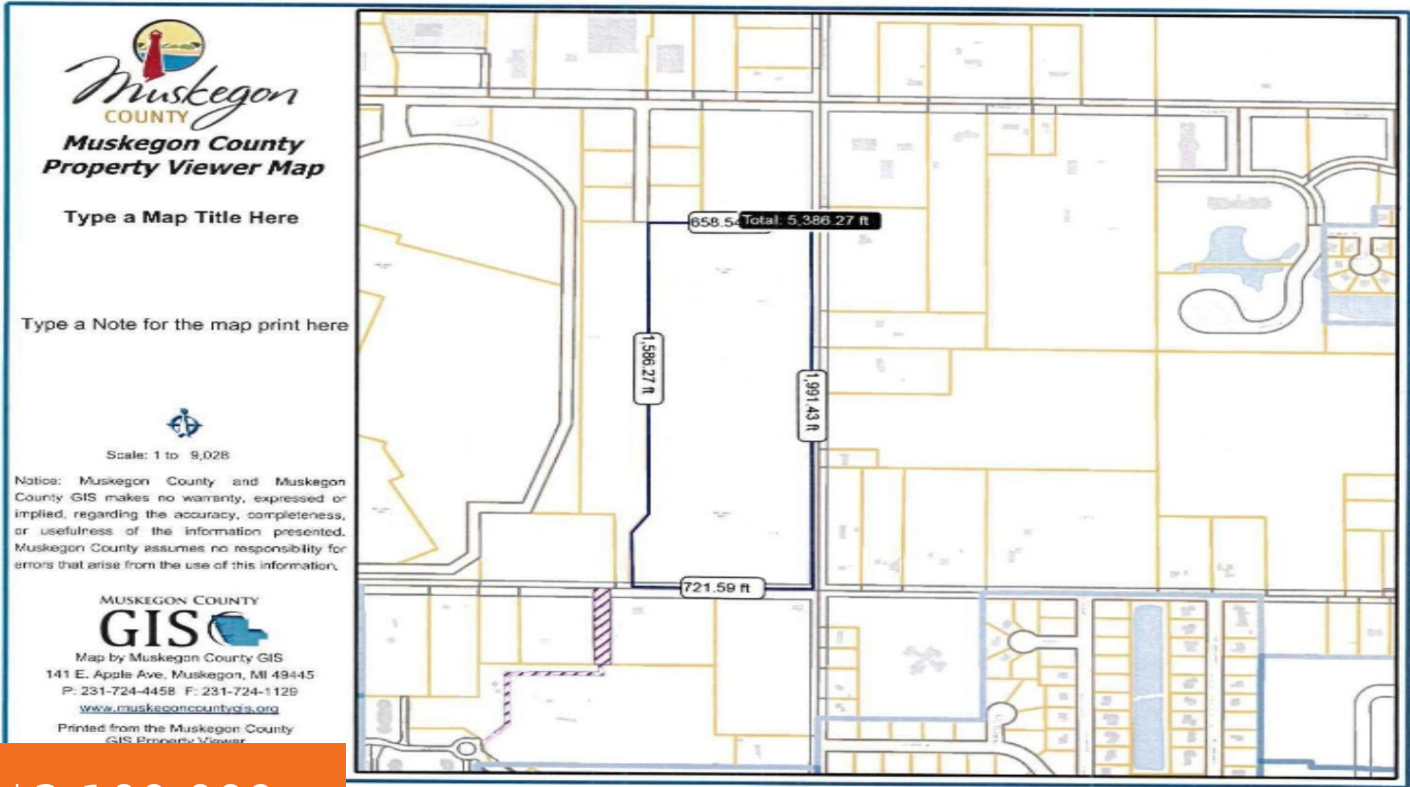 Muskegon
COUNTY
Muskegon County
Property Viewer Map
Type a Map Title Here
Type a Note for the map print here
Scale: 1 to 9,028
Notice: Muskegon County and Muskegon
County GIS makes no warranty, expressed or
implied, regarding the accuracy, completeness,
or usefulness of the information presented.
Muskegon County assumes no responsibility for
errors that arise from the use of this information.
MUSKEGON COUNTY
GIS
Map by Muskegon County GIS
141 E. Apple Ave, Muskegon, MI 49445
P: 231-724-4458 F: 231-724-1129
www.muskegoncountygis.org
Printed from the Muskegon County
GIS Property Viewer
658.54
Total: 5,386.27 ft
1,586.27 ft
1,991.43 ft
721.59 ft